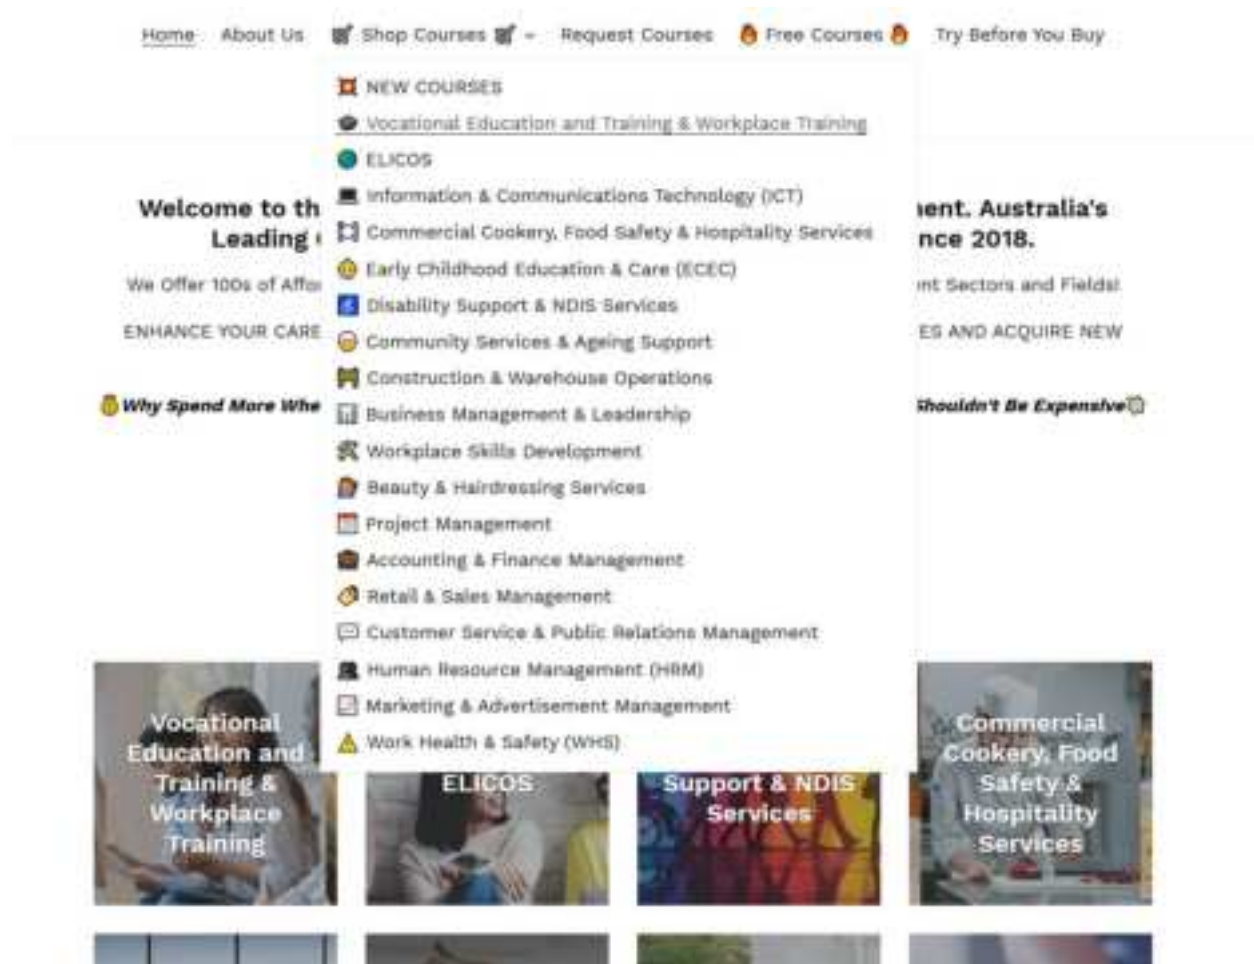 Home About Us Shop Courses Request Courses Free Courses Try Before You Buy
NEW COURSES
Vocational Education and Training & Workplace Training
ELICOS
Information & Communications Technology (ICT)
Commercial Cookery, Food Safety & Hospitality Services
Early Childhood Education & Care (ECEC)
Disability Support & NDIS Services
Community Services & Ageing Support
Construction & Warehouse Operations
Business Management & Leadership
Workplace Skills Development
Beauty & Hairdressing Services
Project Management
Accounting & Finance Management
Retail & Sales Management
Customer Service & Public Relations Management
Human Resource Management (HRM)
Marketing & Advertisement Management
Work Health & Safety (WHS)
Welcome to th ent. Australia's
Leading nce 2018.
We Offer 100s of Affo nt Sectors and Fields!
ENHANCE YOUR CARE ES AND ACQUIRE NEW
Why Spend More Whe Shouldn't Be Expensive
Vocational
Education and
Training &
Workplace
Training
ELICOS
Support & NDIS
Services
Commercial
Cookery, Food
Safety &
Hospitality
Services